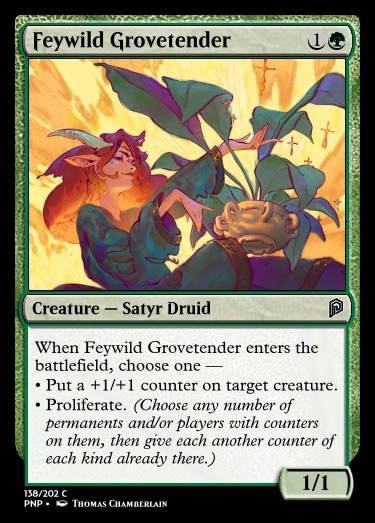 Feywild Grovetender 1
Creature — Satyr Druid
When Feywild Grovetender enters the
battlefield, choose one —
• Put a +1/+1 counter on target creature.
• Proliferate. (Choose any number of
permanents and/or players with counters
on them, then give each another counter of
each kind already there.)
1/1
138/202 C
PNP • Thomas Chamberlain